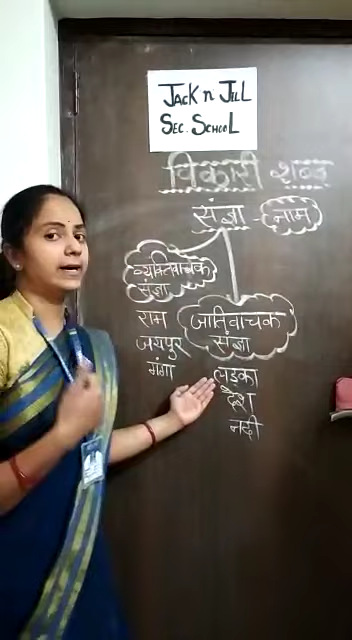 JACK n JILL
SEC. SCHOOL
विकारी शब्द
संज्ञा - नाम
व्यक्तिवाचक
संज्ञा
राम
जयपुर
गंगा
जातिवाचक
संज्ञा
लड़का
देश
नदी